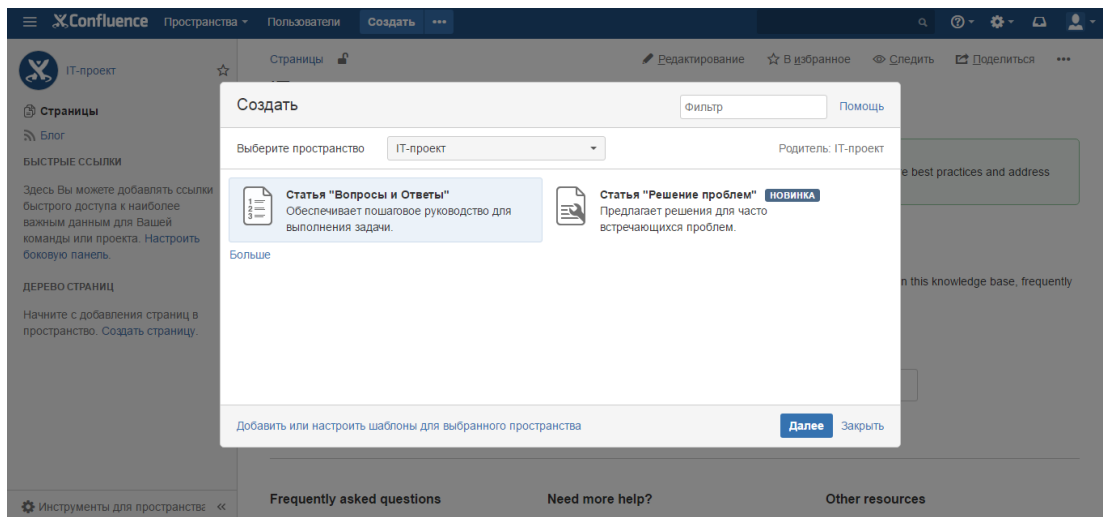 Confluence Пространства Пользователи Создать •••
IT-проект
Страницы
Редактирование В избранное Следить Поделиться •••
Страницы
Блог
БЫСТРЫЕ ССЫЛКИ
Здесь Вы можете добавлять ссылки
быстрого доступа к наиболее
важным данным для Вашей
команды или проекта. Настроить
боковую панель.
ДЕРЕВО СТРАНИЦ
Начните с добавления страниц в
пространство. Создать страницу.
Создать
Фильтр
Помощь
Выберите пространство
IT-проект
Родитель: IT-проект
Статья "Вопросы и Ответы"
Обеспечивает пошаговое руководство для
выполнения задачи.
Статья "Решение проблем" НОВИНКА
Предлагает решения для часто
встречающихся проблем.
Больше
e best practices and address
n this knowledge base, frequently
Добавить или настроить шаблоны для выбранного пространства
Далее Закрыть
Инструменты для пространства
Frequently asked questions
Need more help?
Other resources